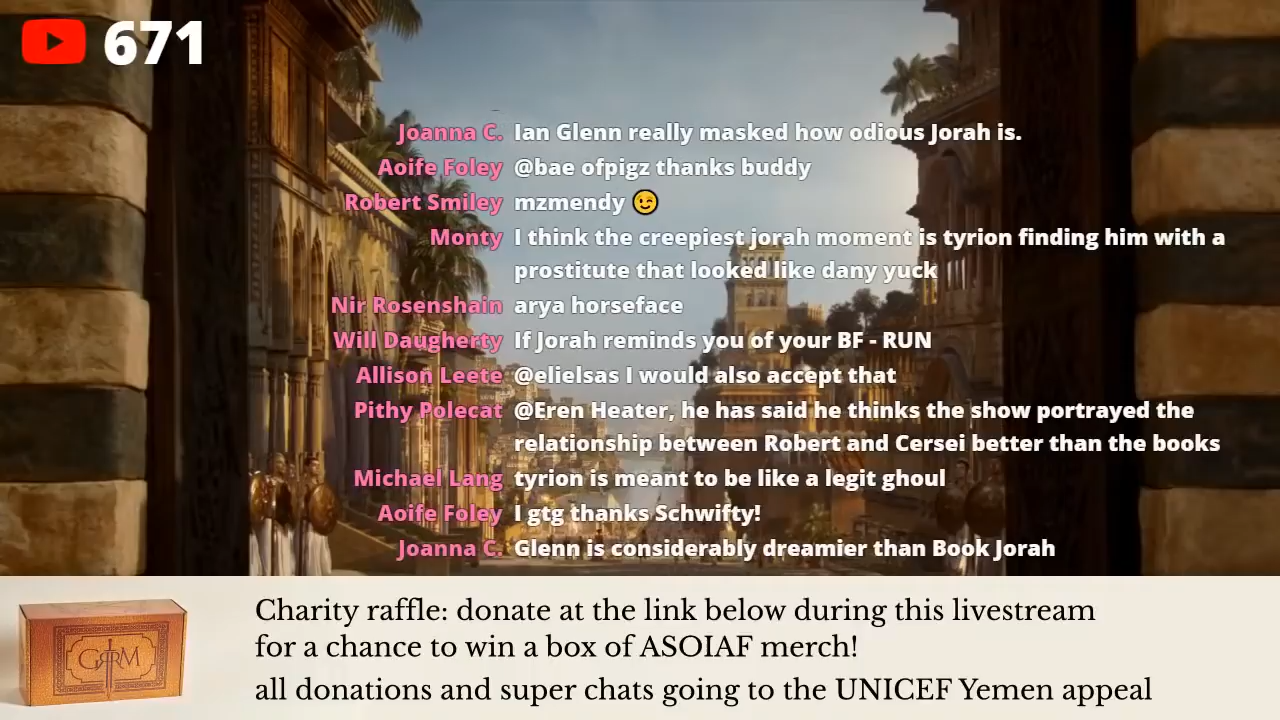 671
Joanna C. Ian Glenn really masked how odious Jorah is.
Aoife Foley @bae ofpigz thanks buddy
Robert Smiley mzmendy 😉
Monty I think the creepiest jorah moment is tyrion finding him with a
prostitute that looked like dany yuck
Nir Rosenshain arya horseface
Will Daugherty If Jorah reminds you of your BF - RUN
Allison Leete @elielsas I would also accept that
Pithy Polecat @Eren Heater, he has said he thinks the show portrayed the
relationship between Robert and Cersei better than the books
Michael Lang tyrion is meant to be like a legit ghoul
Aoife Foley I gtg thanks Schwifty!
Joanna C. Glenn is considerably dreamier than Book Jorah
GRRM
Charity raffle: donate at the link below during this livestream
for a chance to win a box of ASOIAF merch!
all donations and super chats going to the UNICEF Yemen appeal